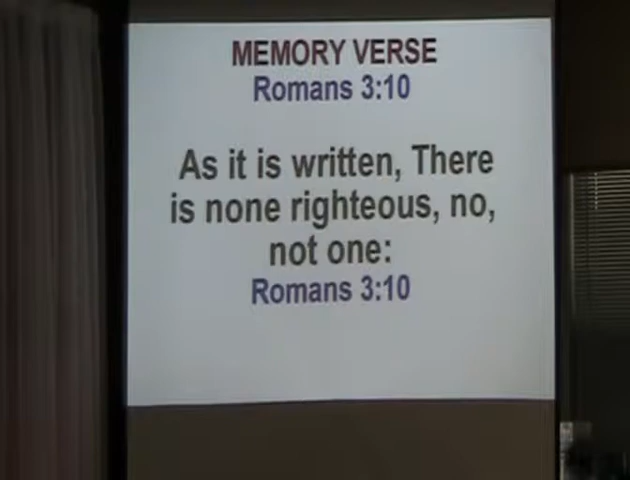 MEMORY VERSE
Romans 3:10
As it is written, There
is none righteous, no,
not one:
Romans 3:10